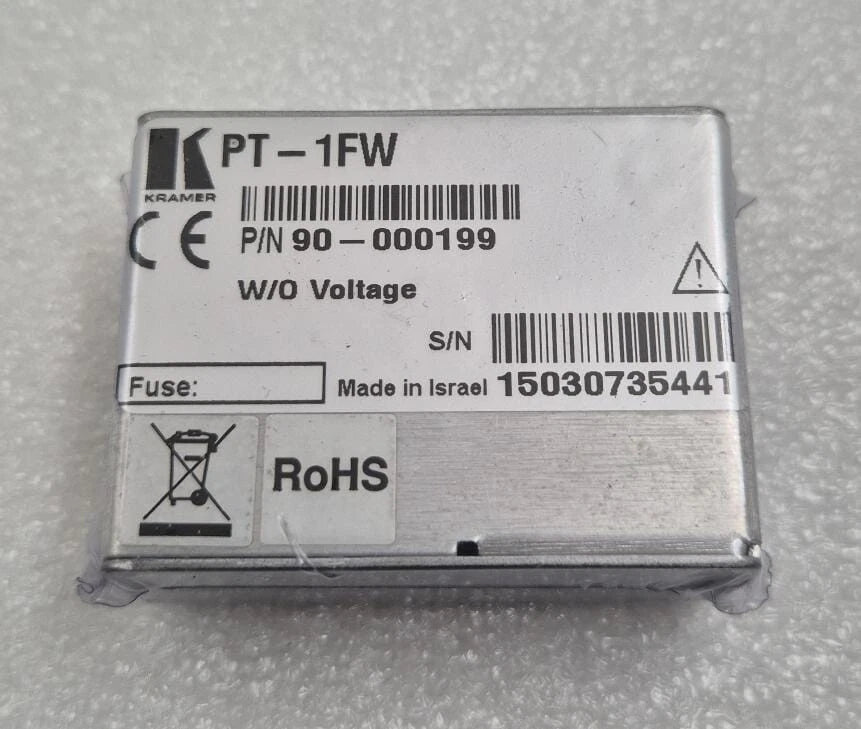 PT-1FW
KRAMER
CE
P/N 90-000199
W/O Voltage
S/N
Fuse:
Made in Israel 15030735441
RoHS